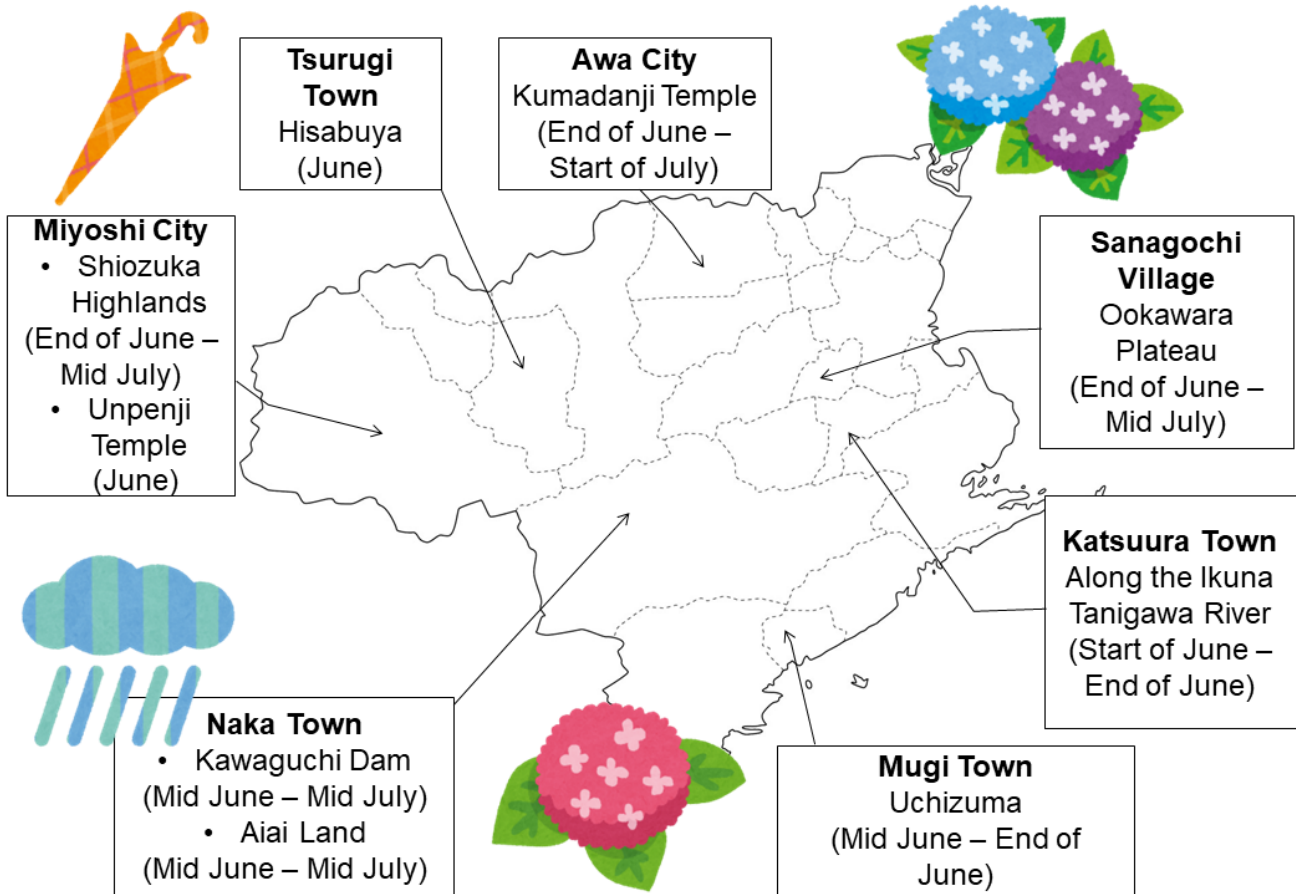 Tsurugi
Town
Hisabuya
(June)
Awa City
Kumadanji Temple
(End of June –
Start of July)
Miyoshi City
• Shiozuka
Highlands
(End of June –
Mid July)
• Unpenji
Temple
(June)
Sanagochi
Village
Ookawara
Plateau
(End of June –
Mid July)
Katsuura Town
Along the Ikuna
Tanigawa River
(Start of June –
End of June)
Naka Town
• Kawaguchi Dam
(Mid June – Mid July)
• Aiai Land
(Mid June – Mid July)
Mugi Town
Uchizuma
(Mid June – End of
June)